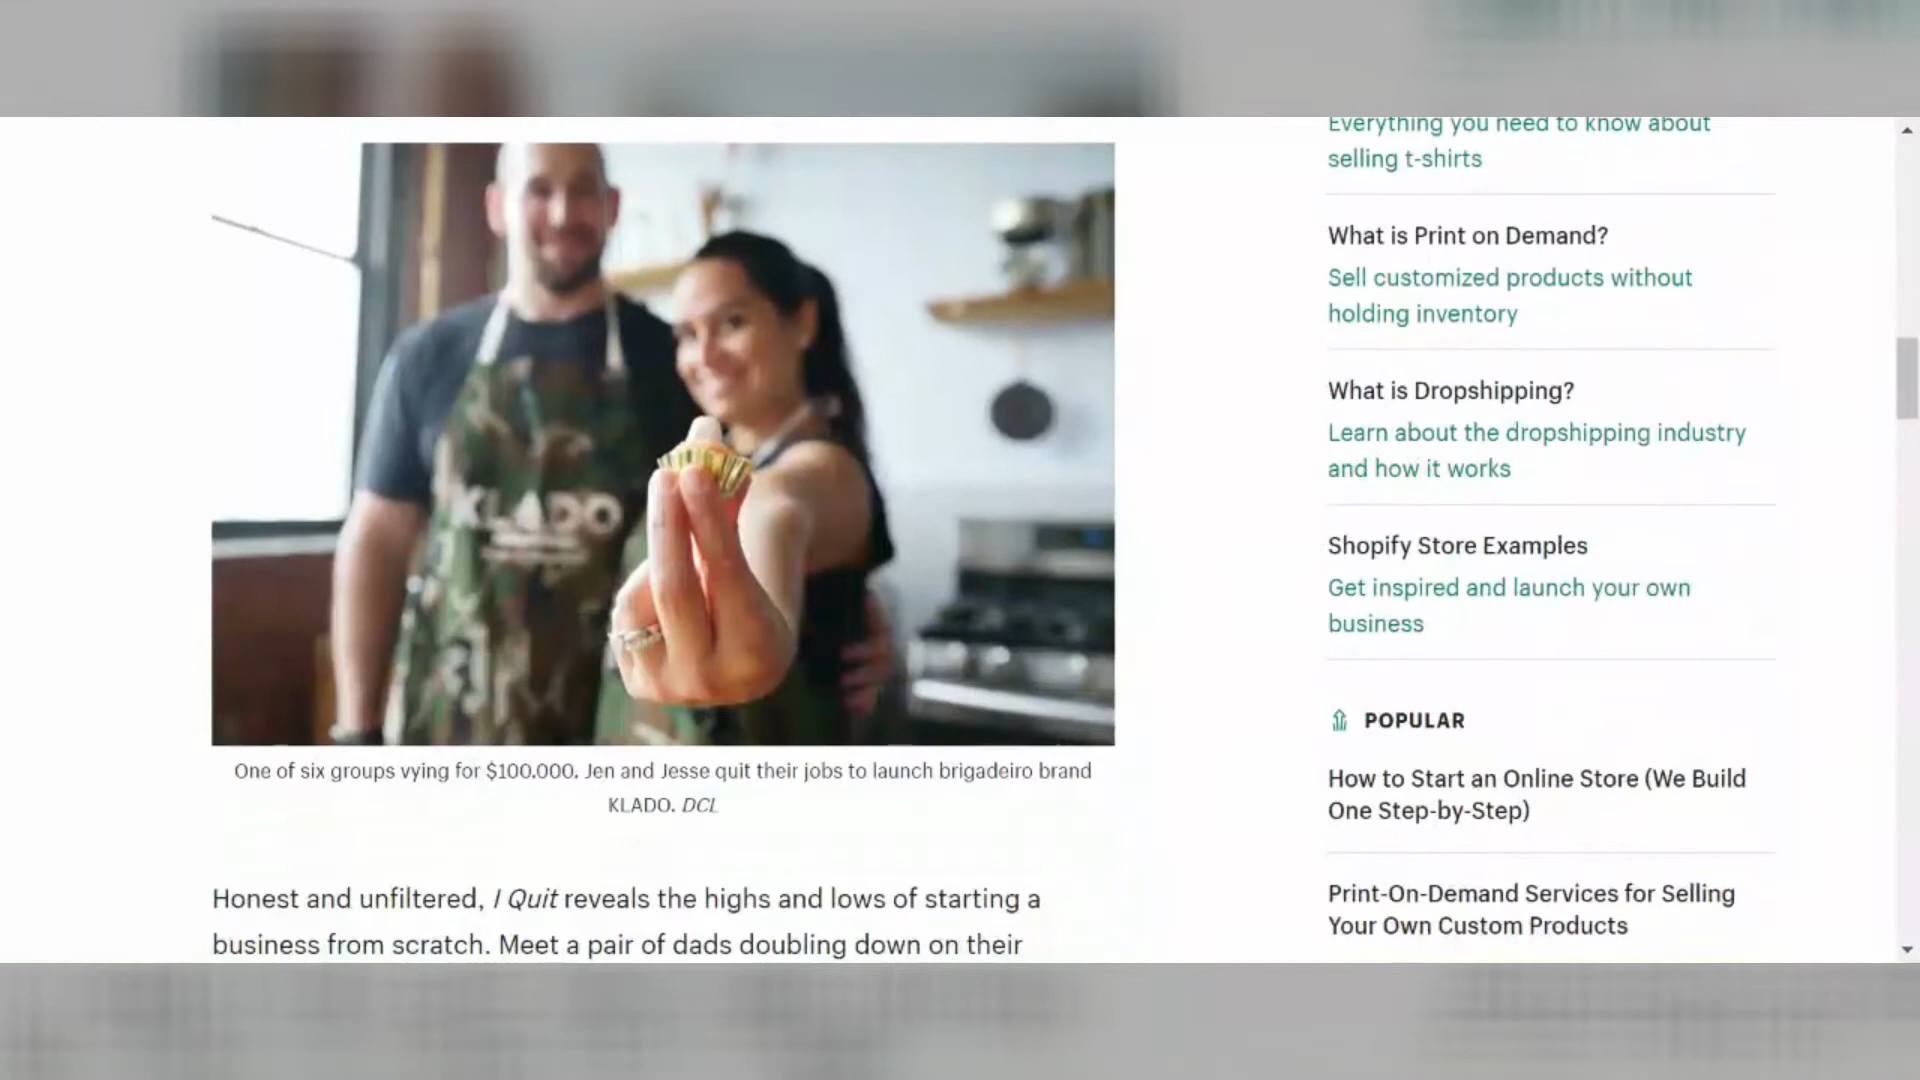 KLADO
One of six groups vying for $100,000, Jen and Jesse quit their jobs to launch brigadeiro brand
KLADO. DCL
Honest and unfiltered, I Quit reveals the highs and lows of starting a
business from scratch. Meet a pair of dads doubling down on their
Everything you need to know about
selling t-shirts
What is Print on Demand?
Sell customized products without
holding inventory
What is Dropshipping?
Learn about the dropshipping industry
and how it works
Shopify Store Examples
Get inspired and launch your own
business
POPULAR
How to Start an Online Store (We Build
One Step-by-Step)
Print-On-Demand Services for Selling
Your Own Custom Products